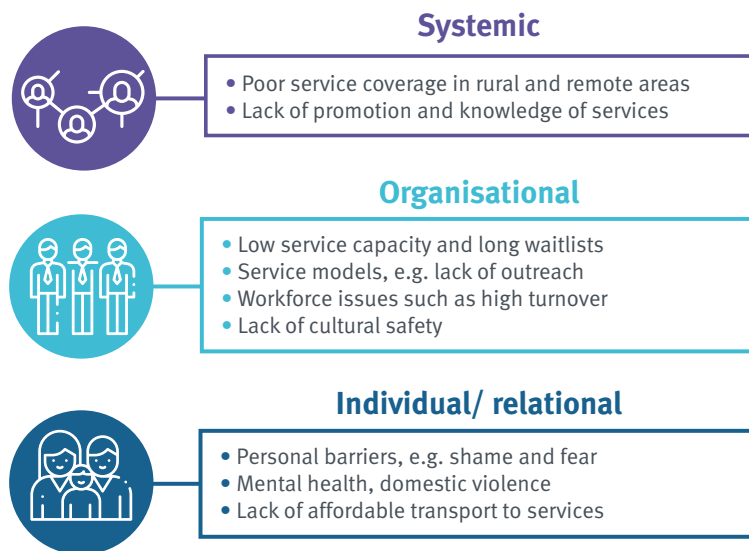 Systemic
• Poor service coverage in rural and remote areas
• Lack of promotion and knowledge of services
Organisational
• Low service capacity and long waitlists
• Service models, e.g. lack of outreach
• Workforce issues such as high turnover
• Lack of cultural safety
Individual/ relational
• Personal barriers, e.g. shame and fear
• Mental health, domestic violence
• Lack of affordable transport to services